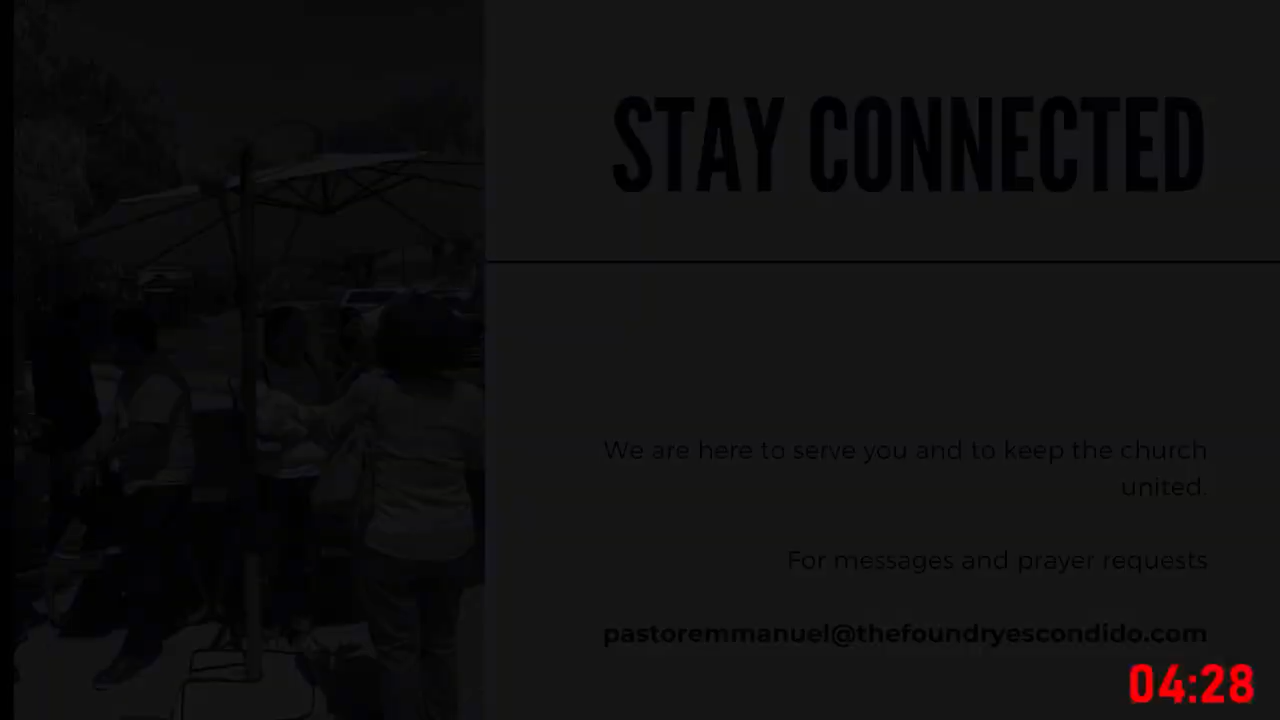 STAY CONNECTED
We are here to serve you and to keep the church
united.
For messages and prayer requests
pastoremmanuel@thefoundryescondido.com
04:28